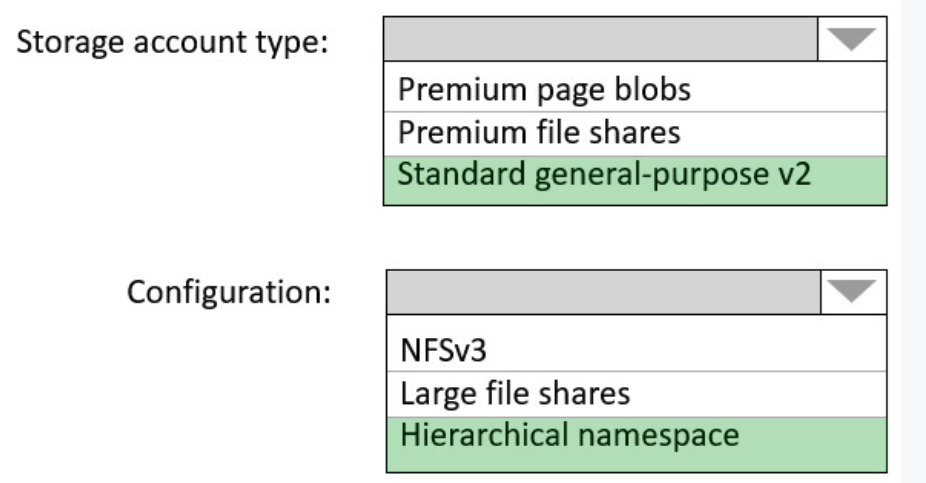 Storage account type:
Premium page blobs
Premium file shares
Standard general-purpose v2
Configuration:
NFSv3
Large file shares
Hierarchical namespace